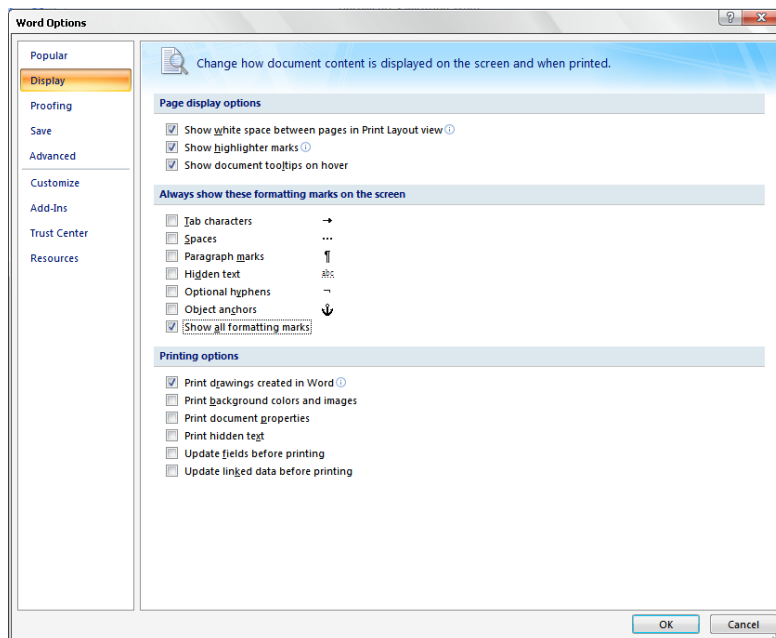 Word Options
Popular
Display
Proofing
Save
Advanced
Customize
Add-Ins
Trust Center
Resources
Change how document content is displayed on the screen and when printed.
Page display options
Show white space between pages in Print Layout view
Show highlighter marks
Show document tooltips on hover
Always show these formatting marks on the screen
Tab characters →
Spaces ...
Paragraph marks ¶
Hidden text abc
Optional hyphens ¬
Object anchors
Show all formatting marks
Printing options
Print drawings created in Word
Print background colors and images
Print document properties
Print hidden text
Update fields before printing
Update linked data before printing
OK Cancel